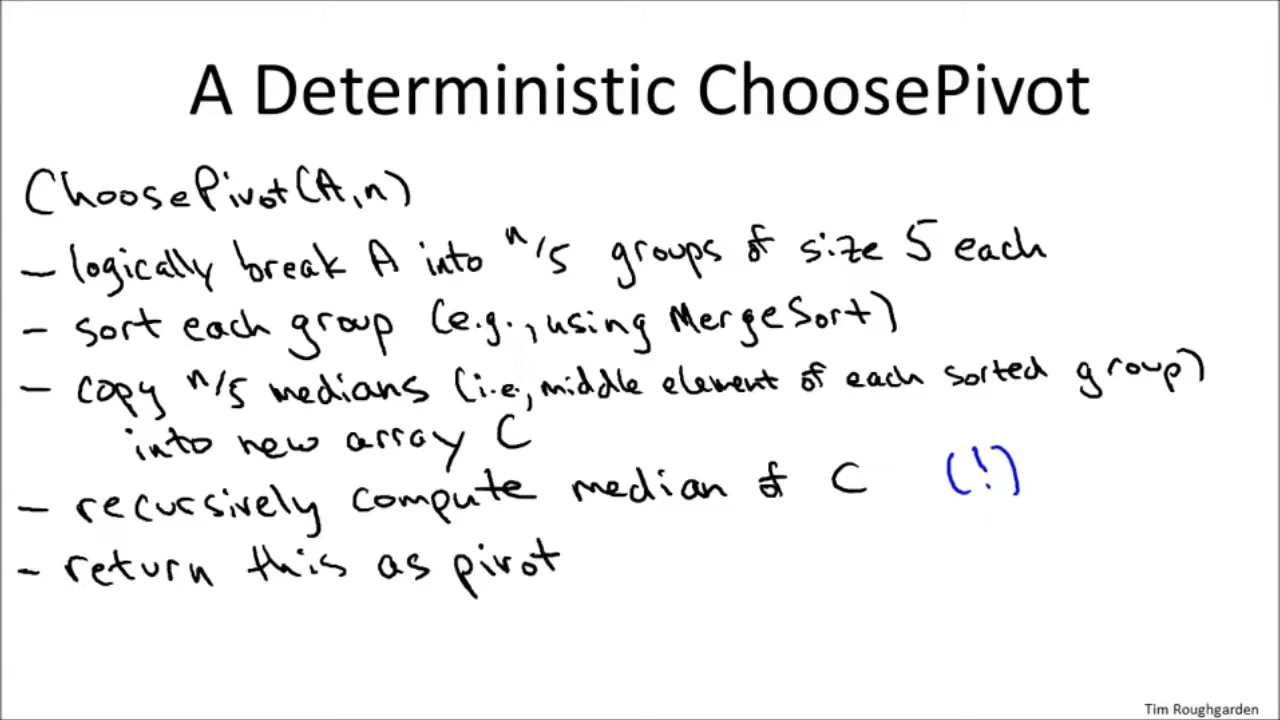 A Deterministic ChoosePivot
ChoosePivot(A,n)
- logically break A into n/5 groups of size 5 each
- sort each group (e.g., using MergeSort)
- copy n/5 medians (i.e., middle element of each sorted group)
into new array C
- recursively compute median of C (!)
- return this as pivot
Tim Roughgarden